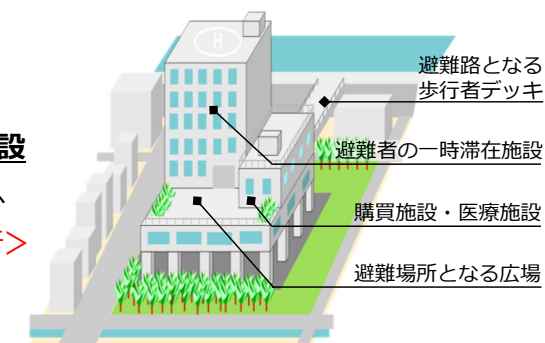 避難路となる
歩行者デッキ
避難者の一時滞在施設
購買施設・医療施設
避難場所となる広場
設
、
>
H